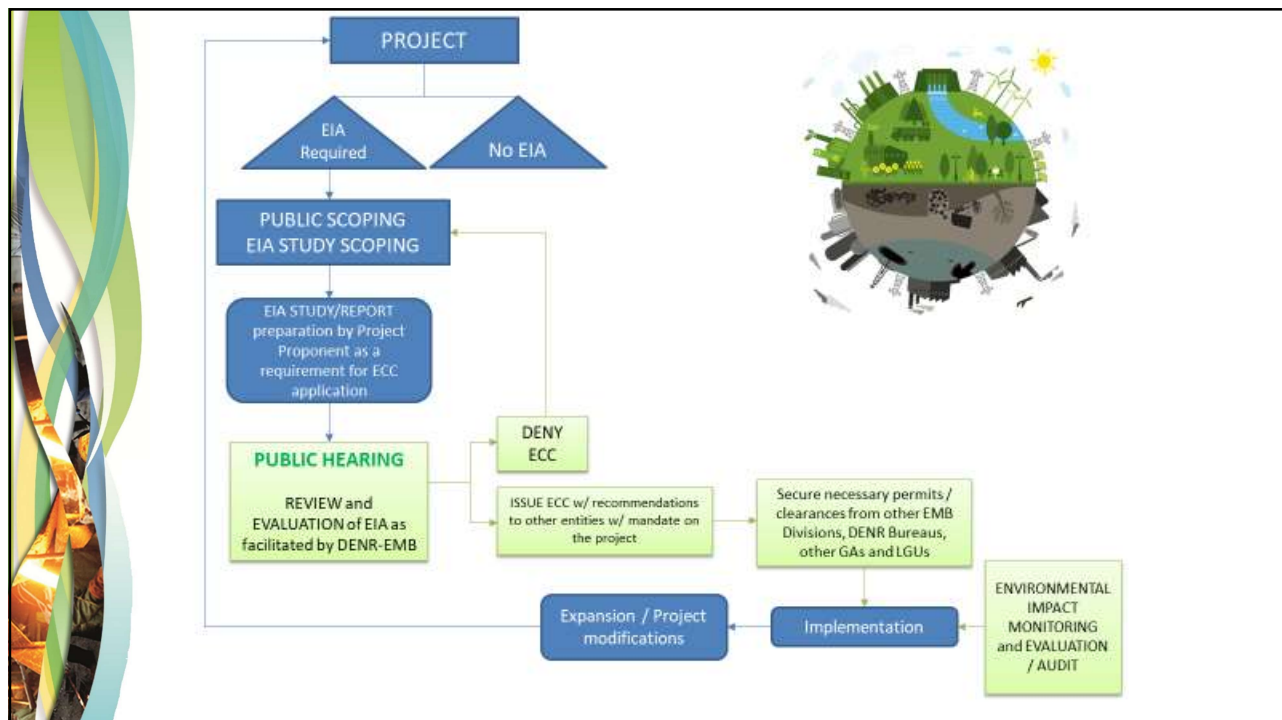 PROJECT
EIA
Required
No EIA
PUBLIC SCOPING
EIA STUDY SCOPING
EIA STUDY/REPORT
preparation by Project
Proponent as a
requirement for ECC
application
PUBLIC HEARING
REVIEW and
EVALUATION of EIA as
facilitated by DENR-EMB
DENY
ECC
ISSUE ECC w/ recommendations
to other entities w/ mandate on
the project
Secure necessary permits /
clearances from other EMB
Divisions, DENR Bureaus,
other GAs and LGUs
ENVIRONMENTAL
IMPACT
MONITORING
and EVALUATION
/ AUDIT
Implementation
Expansion / Project
modifications